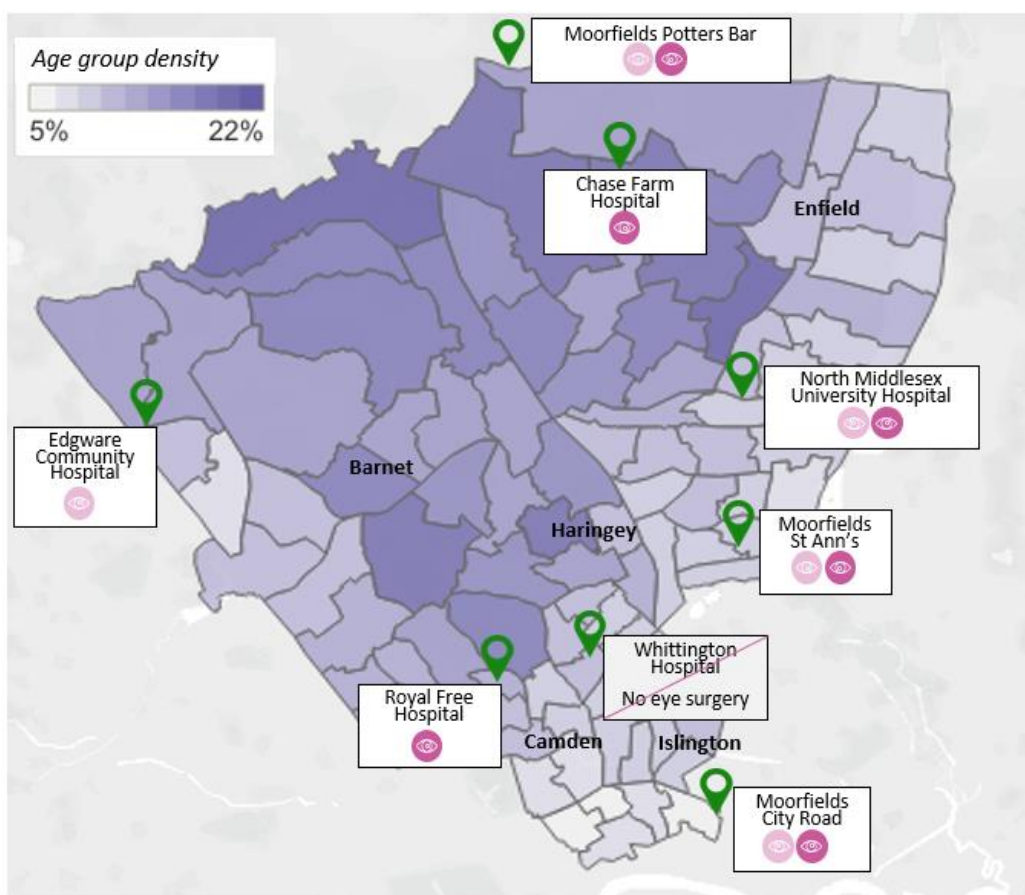 Age group density
5% 22%
Moorfields Potters Bar
Chase Farm
Hospital
Enfield
North Middlesex
University Hospital
Edgware
Community
Hospital
Barnet
Haringey
Moorfields
St Ann's
Whittington
Hospital
No eye surgery
Royal Free
Hospital
Camden
Islington
Moorfields
City Road